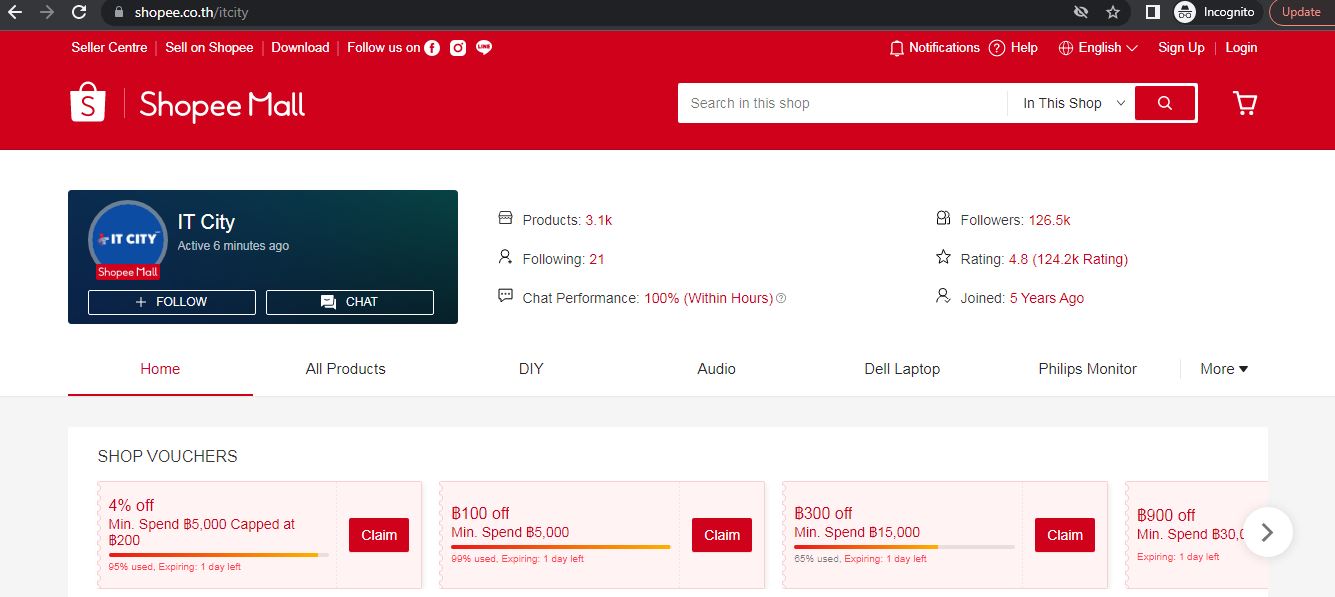 shopee.co.th/itcity
Incognito
Update
Seller Centre
Sell on Shopee
Download
Follow us on
LINE
Notifications
Help
English
Sign Up
Login
S
Shopee Mall
Search in this shop
In This Shop
IT CITY
Shopee Mall
IT City
Active 6 minutes ago
+ FOLLOW
CHAT
Products: 3.1k
Followers: 126.5k
Following: 21
Rating: 4.8 (124.2k Rating)
Chat Performance: 100% (Within Hours)
Joined: 5 Years Ago
Home
All Products
DIY
Audio
Dell Laptop
Philips Monitor
More
SHOP VOUCHERS
4% off
Min. Spend ฿5,000 Capped at
฿200
95% used, Expiring: 1 day left
Claim
฿100 off
Min. Spend ฿5,000
99% used, Expiring: 1 day left
Claim
฿300 off
Min. Spend ฿15,000
65% used, Expiring: 1 day left
Claim
฿900 off
Min. Spend ฿30,0
Expiring: 1 day left